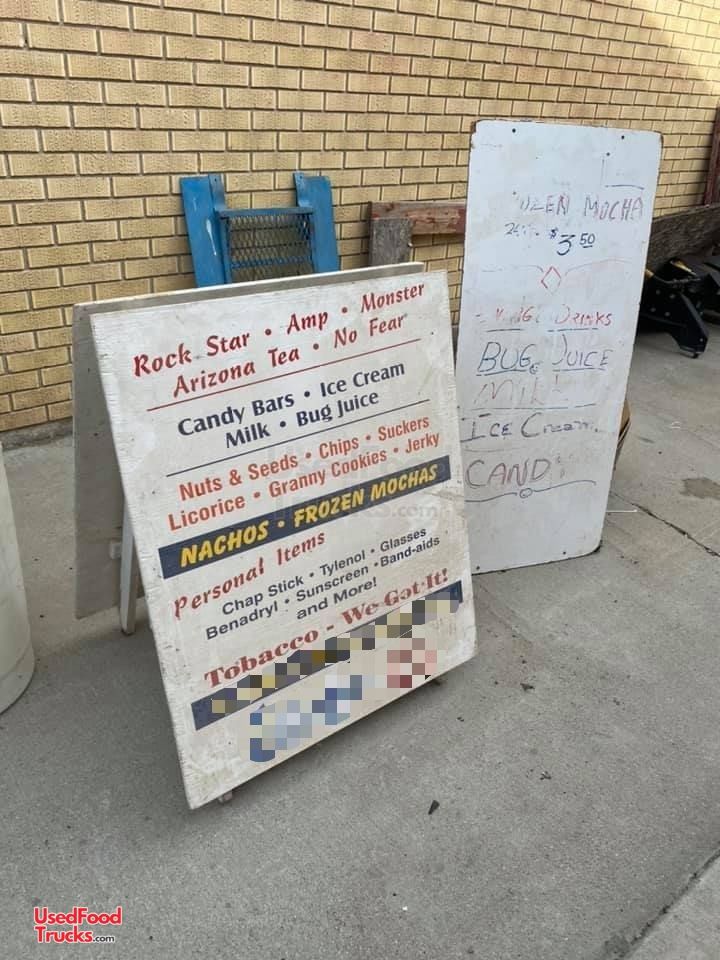 Rock Star • Amp • Monster
Arizona Tea • No Fear
Candy Bars • Ice Cream
Milk • Bug Juice
Nuts & Seeds • Chips • Suckers
Licorice • Granny Cookies • Jerky
NACHOS • FROZEN MOCHAS
Personal Items
Chap Stick • Tylenol • Glasses
Benadryl • Sunscreen • Band-aids
and More!
Tobacco - We Got It!
MOCHA
$3.50
DRINKS
BUG JUICE
MILK
ICE Cream
CAND
UsedFood
Trucks.com